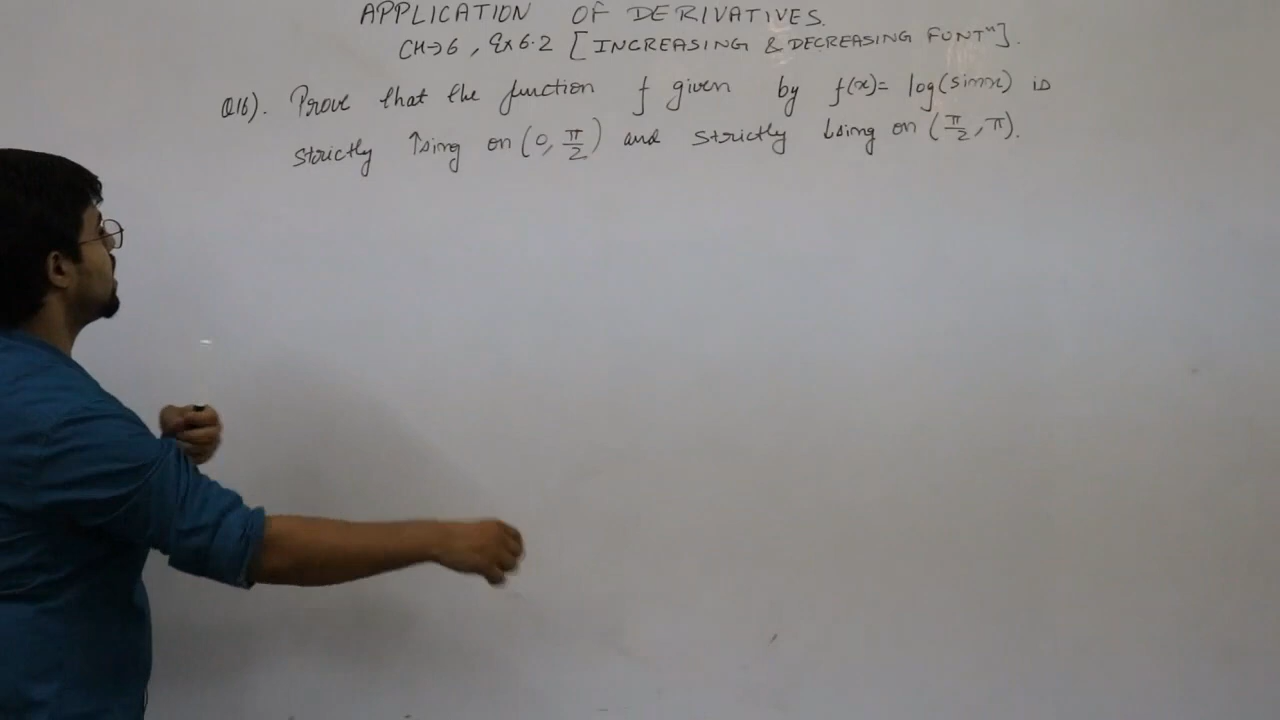 APPLICATION OF DERIVATIVES.
CH→6, Ex 6.2 [INCREASING & DECREASING FUNTⁿ].
Q16). Prove that the function f given by f(x)= log(sinx) is
strictly ↑sing on (0, π/2) and strictly ↓sing on (π/2, π).